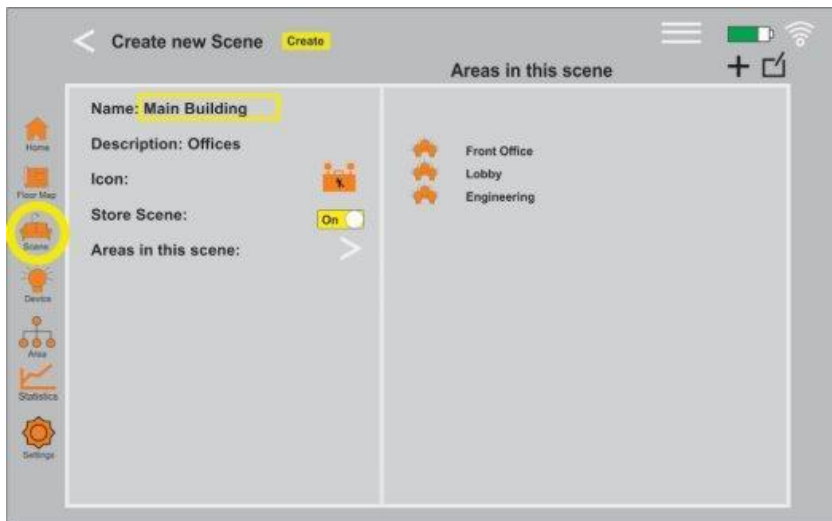 Create new Scene Create
Areas in this scene
Name: Main Building
Description: Offices
Icon:
Store Scene: On
Areas in this scene:
Front Office
Lobby
Engineering
Home
Floor Map
Scene
Device
Area
Statistics
Settings